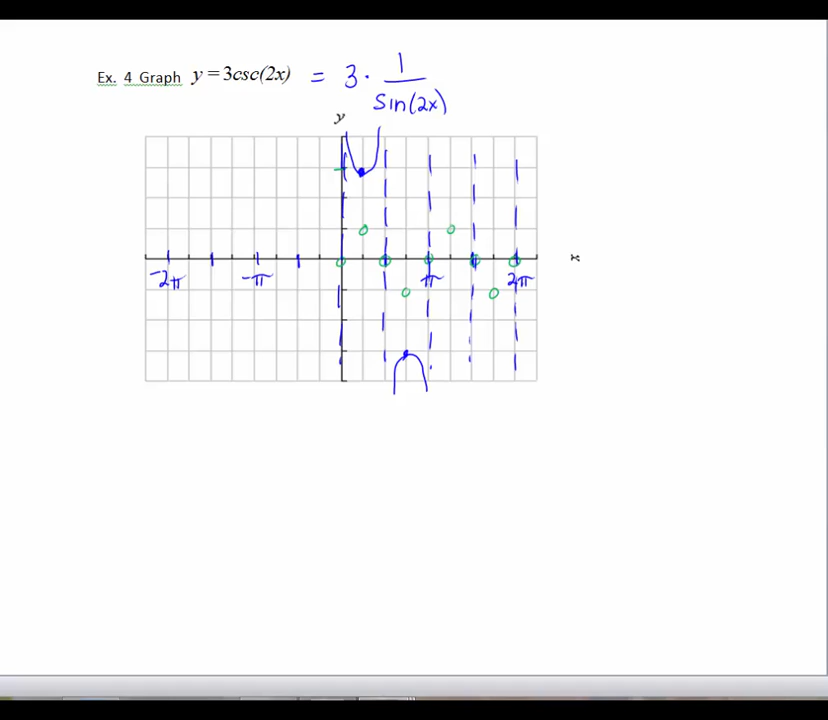 Ex. 4 Graph y = 3csc(2x) = 3 · 1
sin(2x)
y
x
-2π -π π 2π